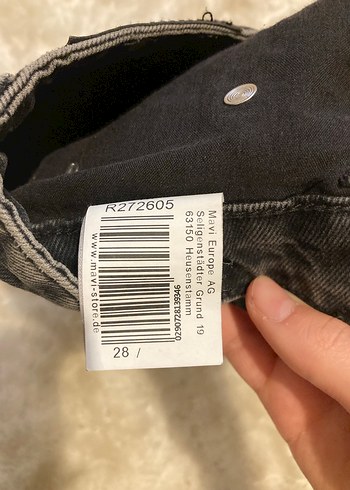 R272605
Mavi Europe AG
Seligenstädter Grund 19
63150 Heusenstamm
www.mavi-store.de
28 /